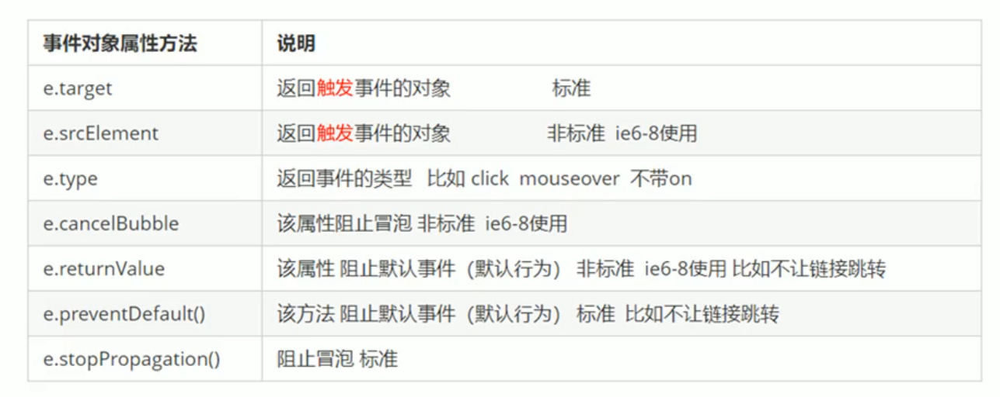 事件对象属性方法 说明
e.target 返回触发事件的对象 标准
e.srcElement 返回触发事件的对象 非标准 ie6-8使用
e.type 返回事件的类型 比如 click mouseover 不带on
e.cancelBubble 该属性阻止冒泡 非标准 ie6-8使用
e.returnValue 该属性 阻止默认事件（默认行为） 非标准 ie6-8使用 比如不让链接跳转
e.preventDefault() 该方法 阻止默认事件（默认行为） 标准 比如不让链接跳转
e.stopPropagation() 阻止冒泡 标准